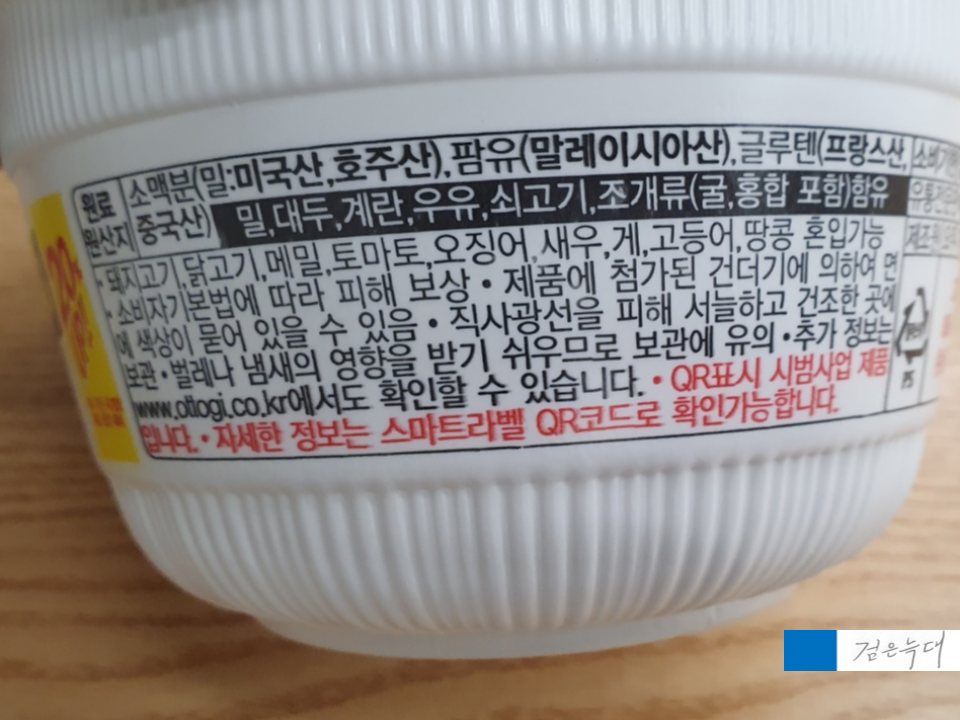 원료 원산지
소맥분(밀:미국산,호주산),팜유(말레이시아산),글루텐(프랑스산,
중국산)
밀,대두,계란,우유,쇠고기,조개류(굴,홍합 포함)함유
• 돼지고기,닭고기,메밀,토마토,오징어,새우,게,고등어,땅콩 혼입가능
• 소비자기본법에 따라 피해 보상 • 제품에 첨가된 건더기에 의하여 면
에 색상이 묻어 있을 수 있음 • 직사광선을 피해 서늘하고 건조한 곳에
보관 • 벌레나 냄새의 영향을 받기 쉬우므로 보관에 유의 • 추가 정보는
www.ottogi.co.kr에서도 확인할 수 있습니다. • QR표시 시범사업 제품
입니다. • 자세한 정보는 스마트라벨 QR코드로 확인가능합니다.
PS
검은늑대